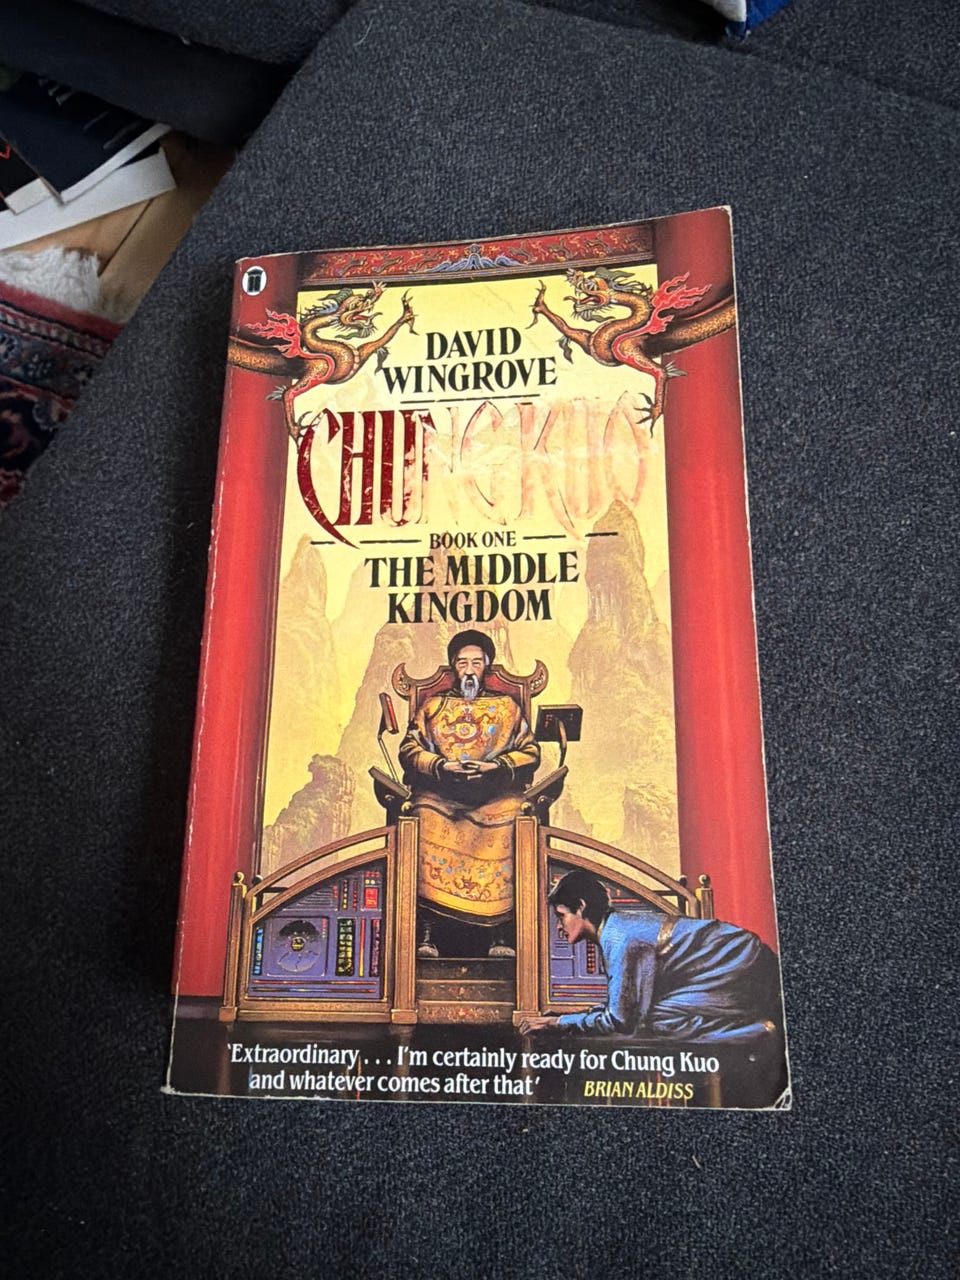 DAVID
WINGROVE
CHUNG KUO
BOOK ONE
THE MIDDLE
KINGDOM
'Extraordinary . . . I'm certainly ready for Chung Kuo
and whatever comes after that' BRIAN ALDISS